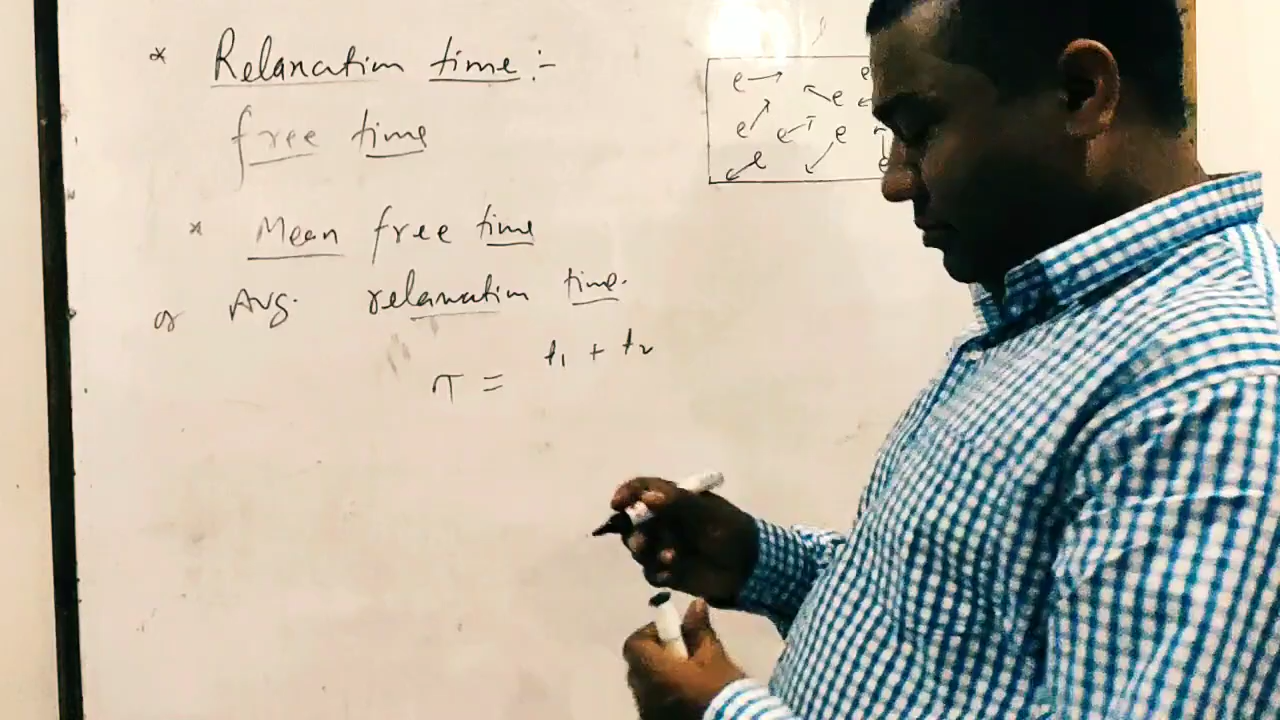 * Relaxation time :-
free time
* Mean free time
or Avg. relaxation time.
τ = t₁ + t₂
e e e
e e e
e e